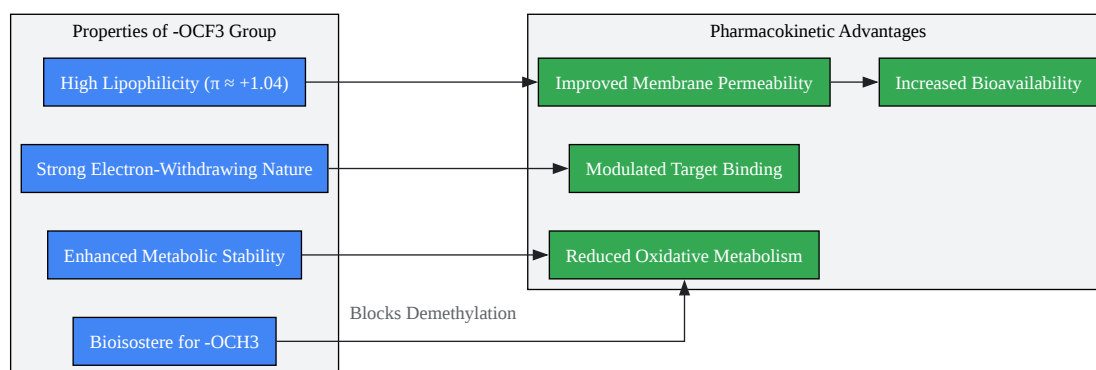 Properties of -OCF3 Group
Pharmacokinetic Advantages
High Lipophilicity (π ≈ +1.04)
Improved Membrane Permeability
Increased Bioavailability
Strong Electron-Withdrawing Nature
Modulated Target Binding
Enhanced Metabolic Stability
Reduced Oxidative Metabolism
Blocks Demethylation
Bioisostere for -OCH3